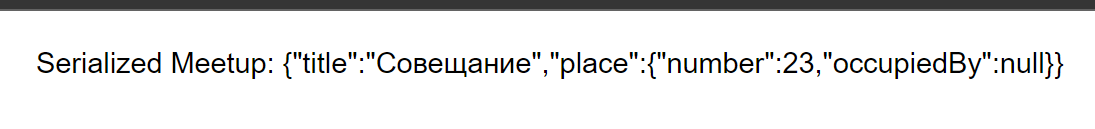 Serialized Meetup: {"title":"Совещание","place":{"number":23,"occupiedBy":null}}